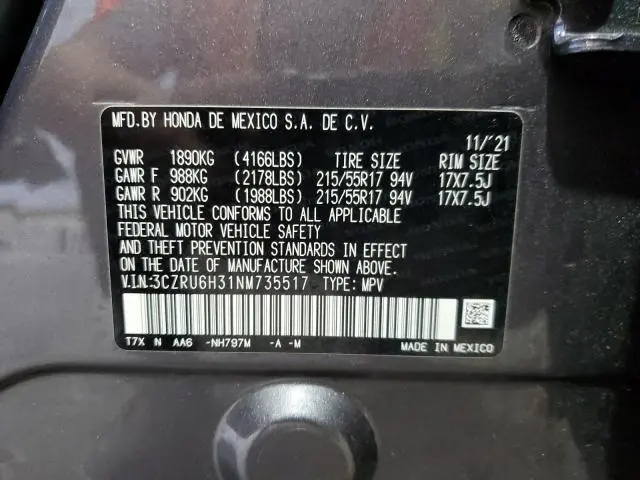 MFD.BY HONDA DE MEXICO S.A. DE C.V.
11/'21
GVWR 1890KG (4166LBS) TIRE SIZE RIM SIZE
GAWR F 988KG (2178LBS) 215/55R17 94V 17X7.5J
GAWR R 902KG (1988LBS) 215/55R17 94V 17X7.5J
THIS VEHICLE CONFORMS TO ALL APPLICABLE
FEDERAL MOTOR VEHICLE SAFETY
AND THEFT PREVENTION STANDARDS IN EFFECT
ON THE DATE OF MANUFACTURE SHOWN ABOVE.
V.I.N.:3CZRU6H31NM735517 TYPE: MPV
T7X N AA6 -NH797M -A -M MADE IN MEXICO